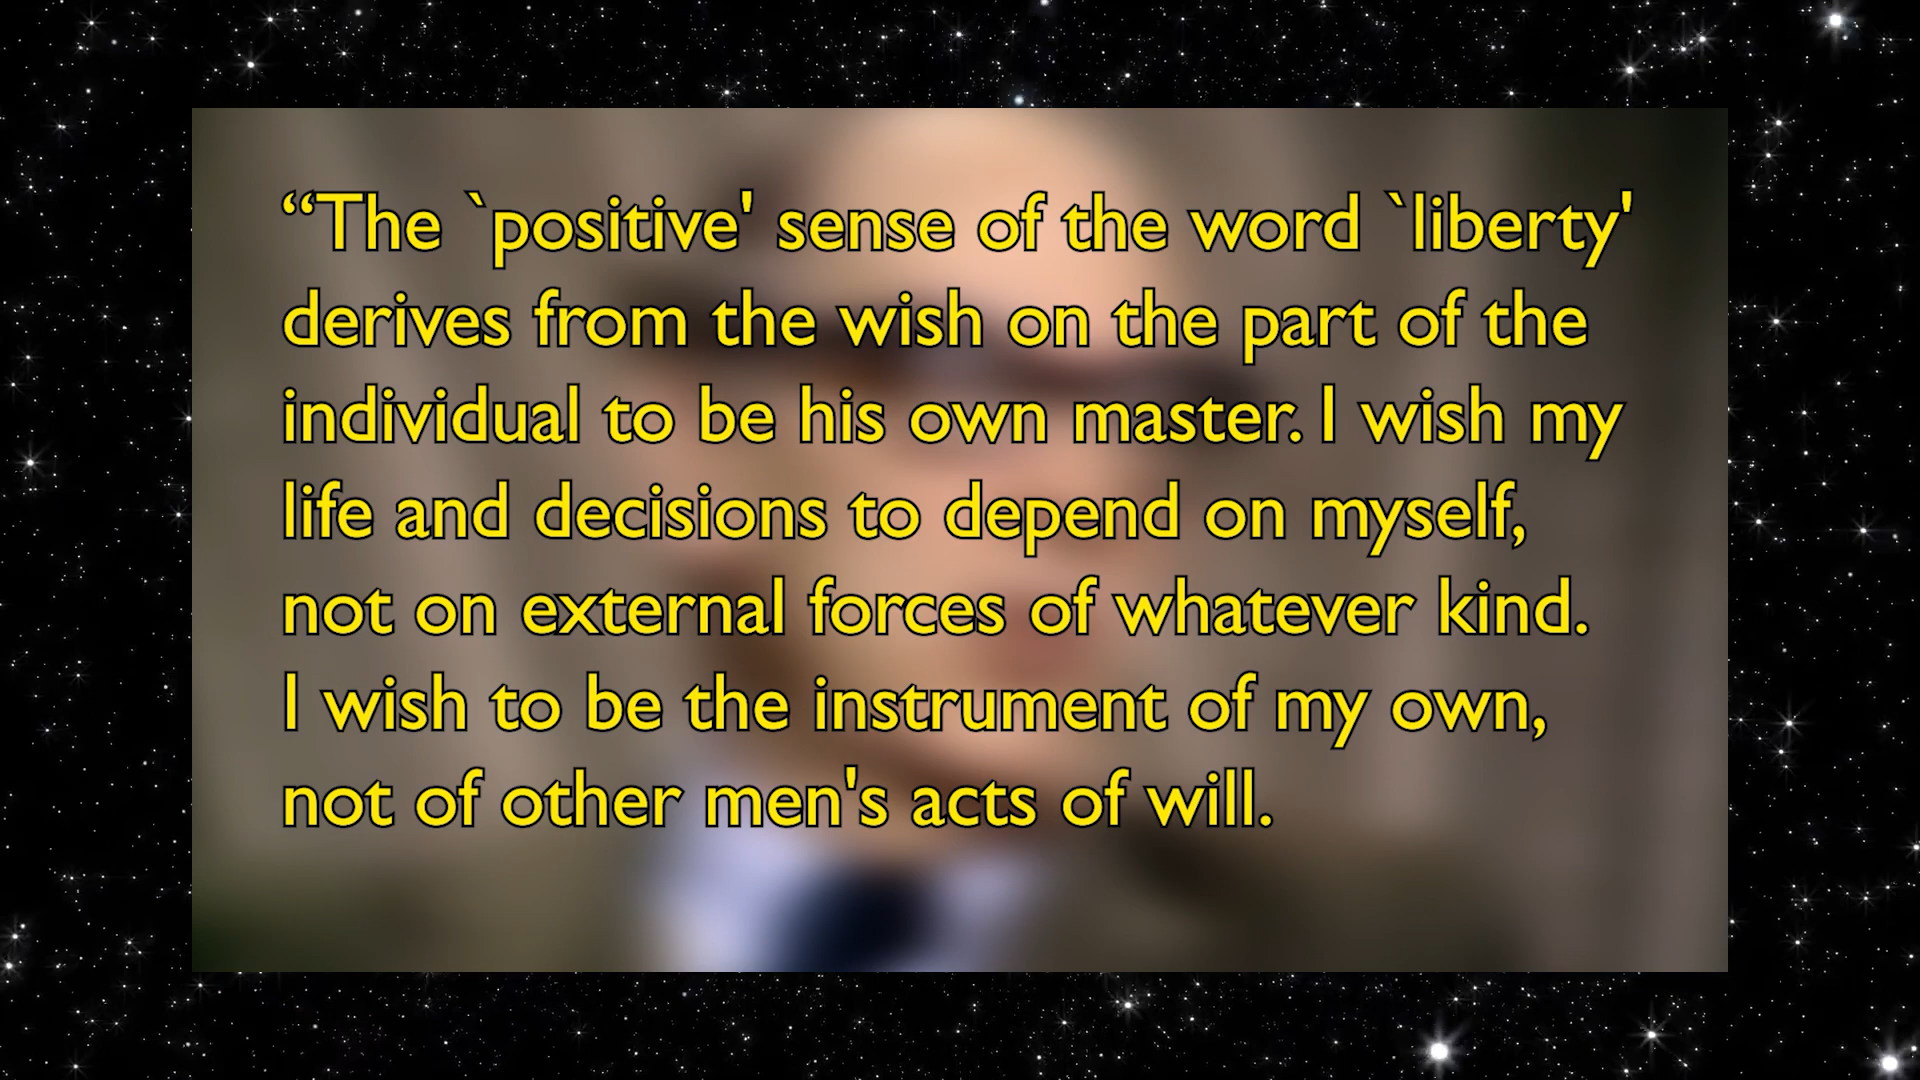 “The `positive' sense of the word `liberty'
derives from the wish on the part of the
individual to be his own master. I wish my
life and decisions to depend on myself,
not on external forces of whatever kind.
I wish to be the instrument of my own,
not of other men's acts of will.